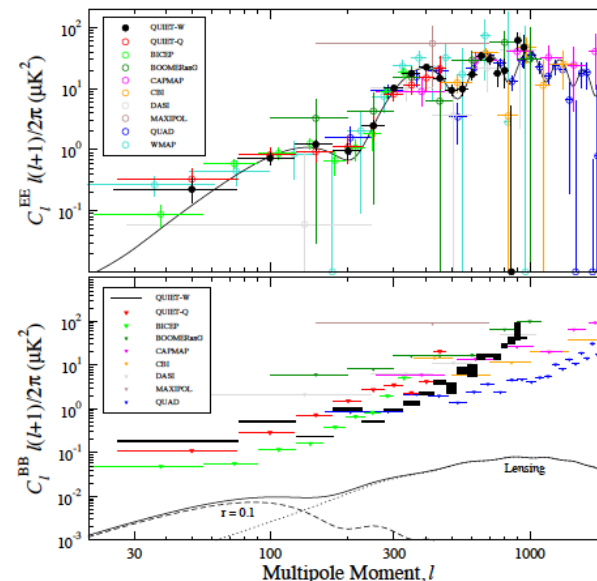 C_l^EE l(l+1)/2π (μK²)
10²
10¹
10⁰
10⁻¹
QUIET-W
QUIET-Q
BICEP
BOOMERanG
CAPMAP
CBI
DASI
MAXIPOL
QUAD
WMAP
C_l^BB l(l+1)/2π (μK²)
10²
10¹
10⁰
10⁻¹
10⁻²
10⁻³
QUIET-W
QUIET-Q
BICEP
BOOMERanG
CAPMAP
CBI
DASI
MAXIPOL
QUAD
Lensing
r = 0.1
30 100 300 1000
Multipole Moment, l